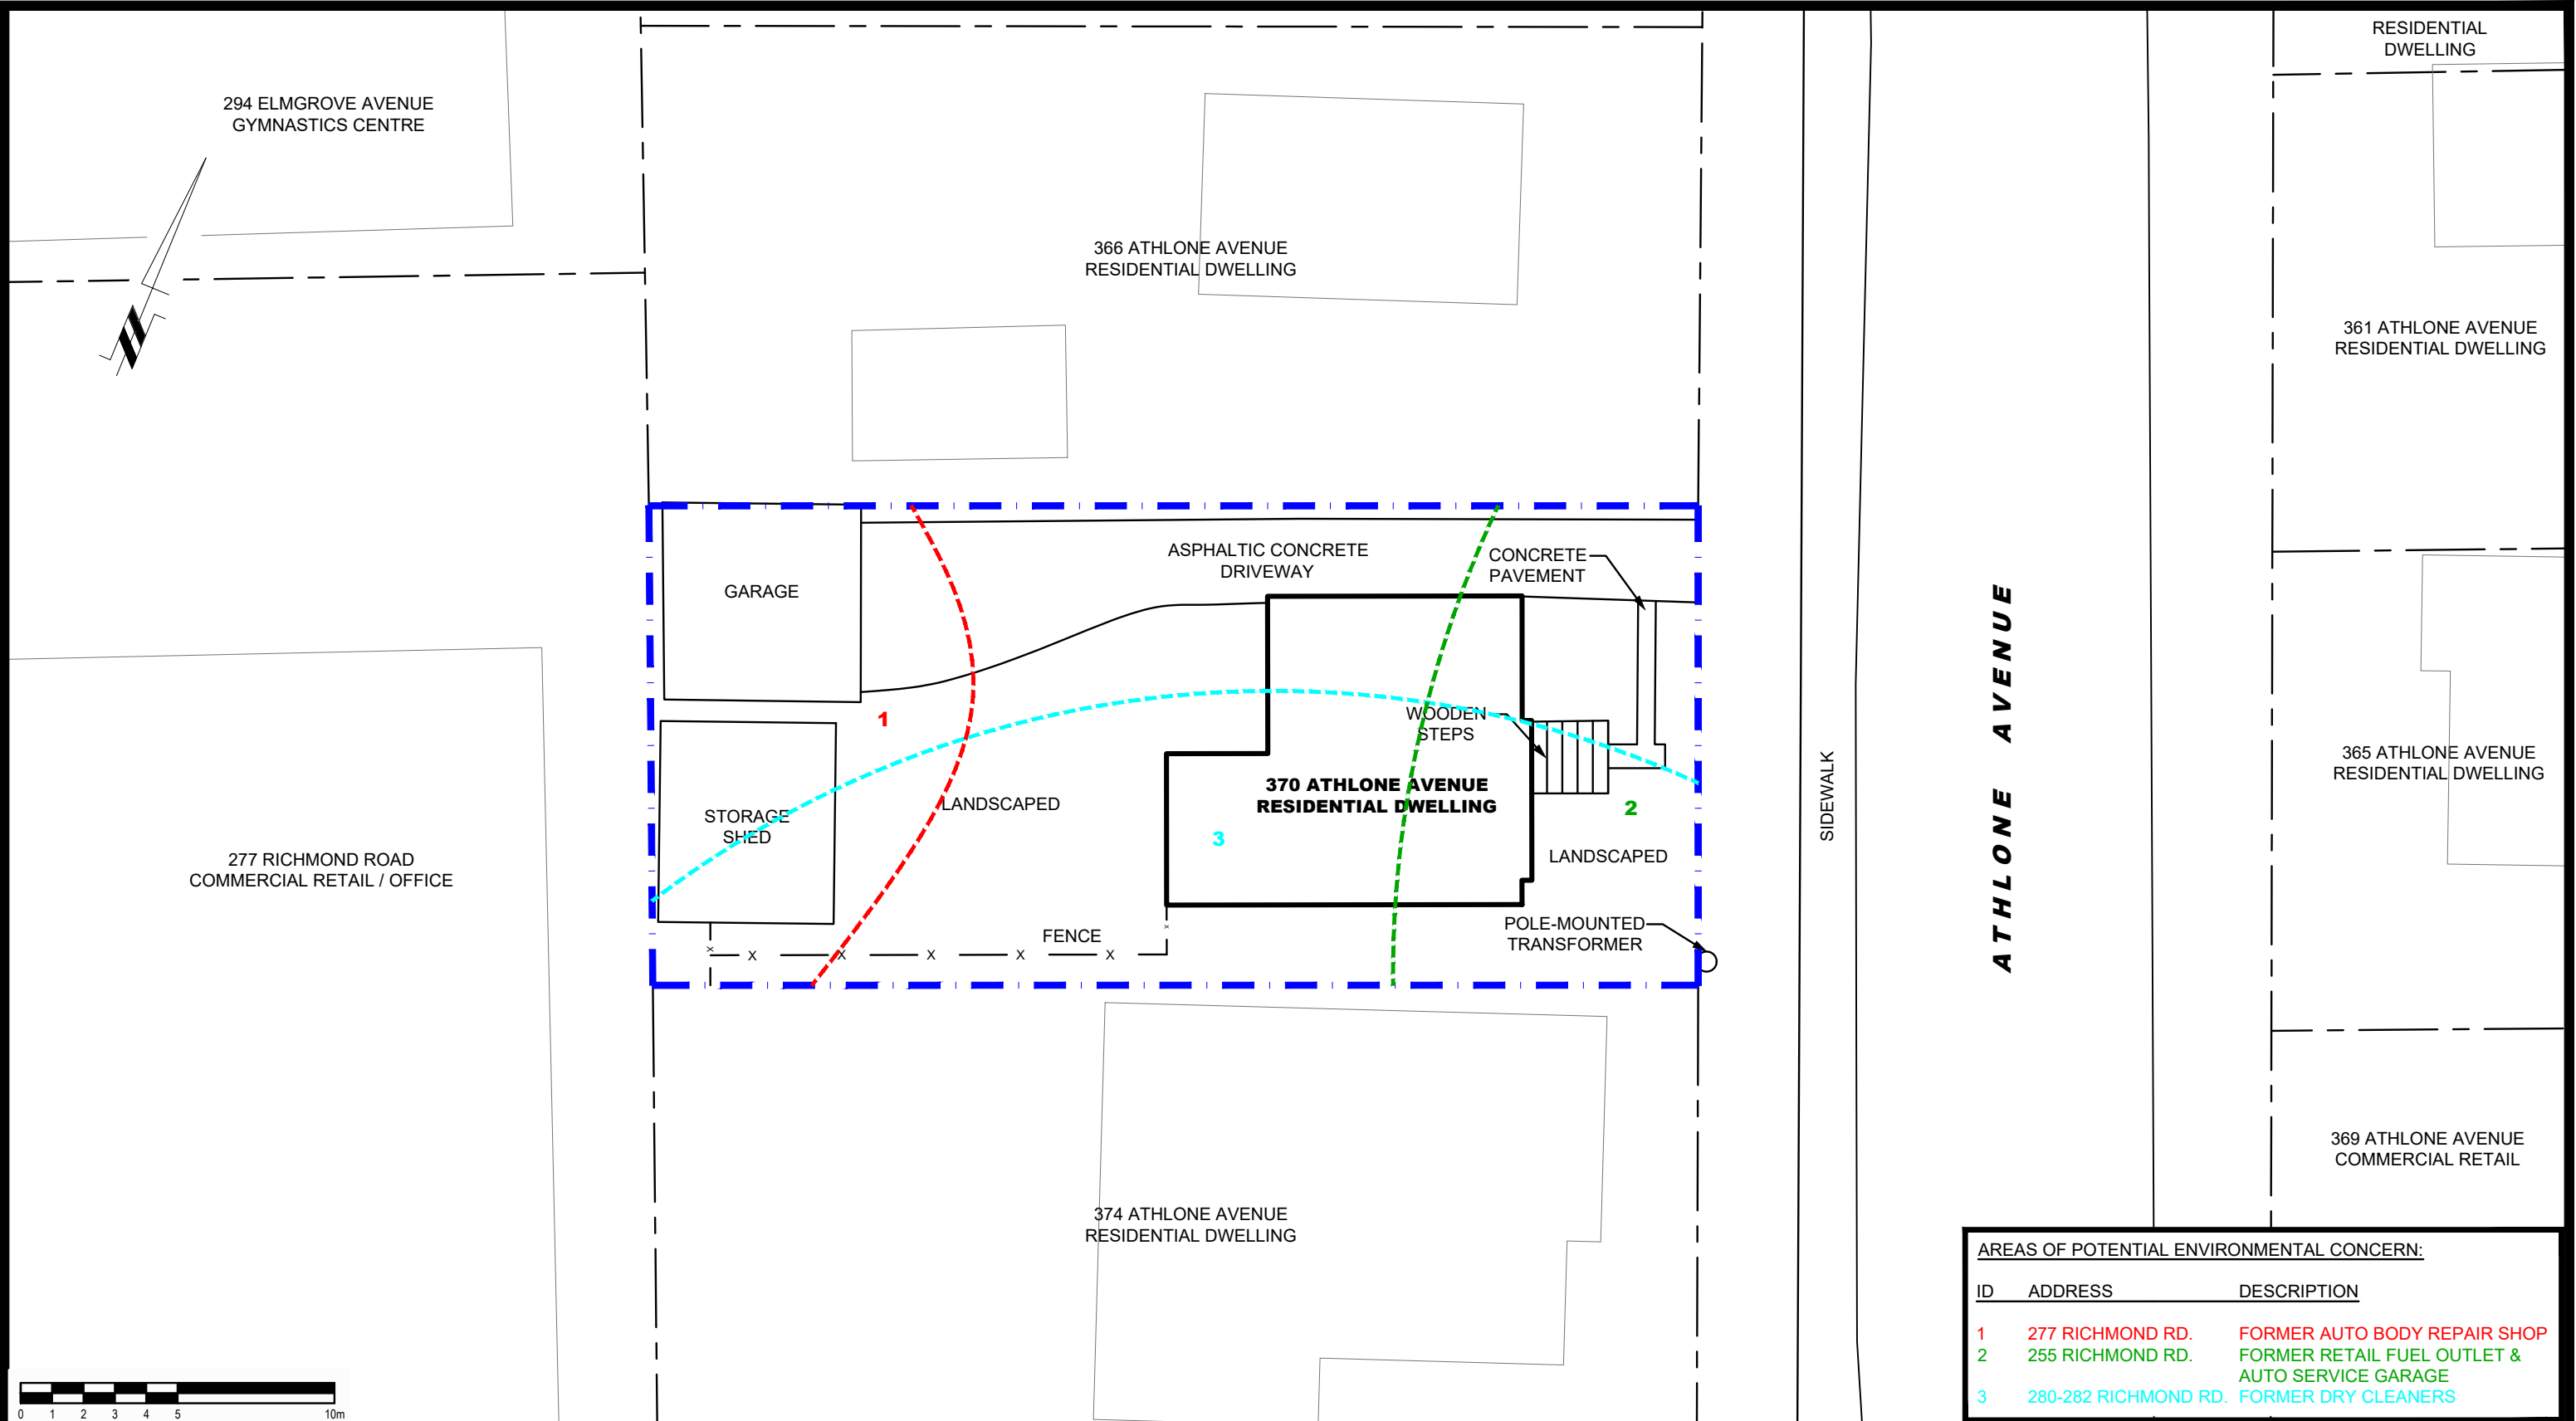 RESIDENTIAL
DWELLING
294 ELMGROVE AVENUE
GYMNASTICS CENTRE
366 ATHLONE AVENUE
RESIDENTIAL DWELLING
361 ATHLONE AVENUE
RESIDENTIAL DWELLING
ASPHALTIC CONCRETE
DRIVEWAY
CONCRETE
PAVEMENT
GARAGE
1
WOODEN
STEPS
370 ATHLONE AVENUE
RESIDENTIAL DWELLING
2
3
LANDSCAPED
STORAGE
SHED
LANDSCAPED
SIDEWALK
ATHLONE AVENUE
365 ATHLONE AVENUE
RESIDENTIAL DWELLING
277 RICHMOND ROAD
COMMERCIAL RETAIL / OFFICE
FENCE
X X X X X
X
X
POLE-MOUNTED
TRANSFORMER
369 ATHLONE AVENUE
COMMERCIAL RETAIL
374 ATHLONE AVENUE
RESIDENTIAL DWELLING
AREAS OF POTENTIAL ENVIRONMENTAL CONCERN:
ID ADDRESS DESCRIPTION
1 277 RICHMOND RD. FORMER AUTO BODY REPAIR SHOP
2 255 RICHMOND RD. FORMER RETAIL FUEL OUTLET &
AUTO SERVICE GARAGE
3 280-282 RICHMOND RD. FORMER DRY CLEANERS
0 1 2 3 4 5 10m